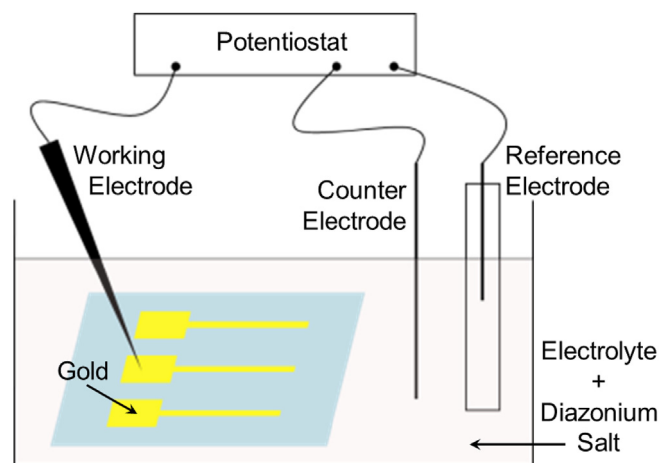 Potentiostat
Working
Electrode
Counter
Electrode
Reference
Electrode
Gold
Electrolyte
+
Diazonium
Salt